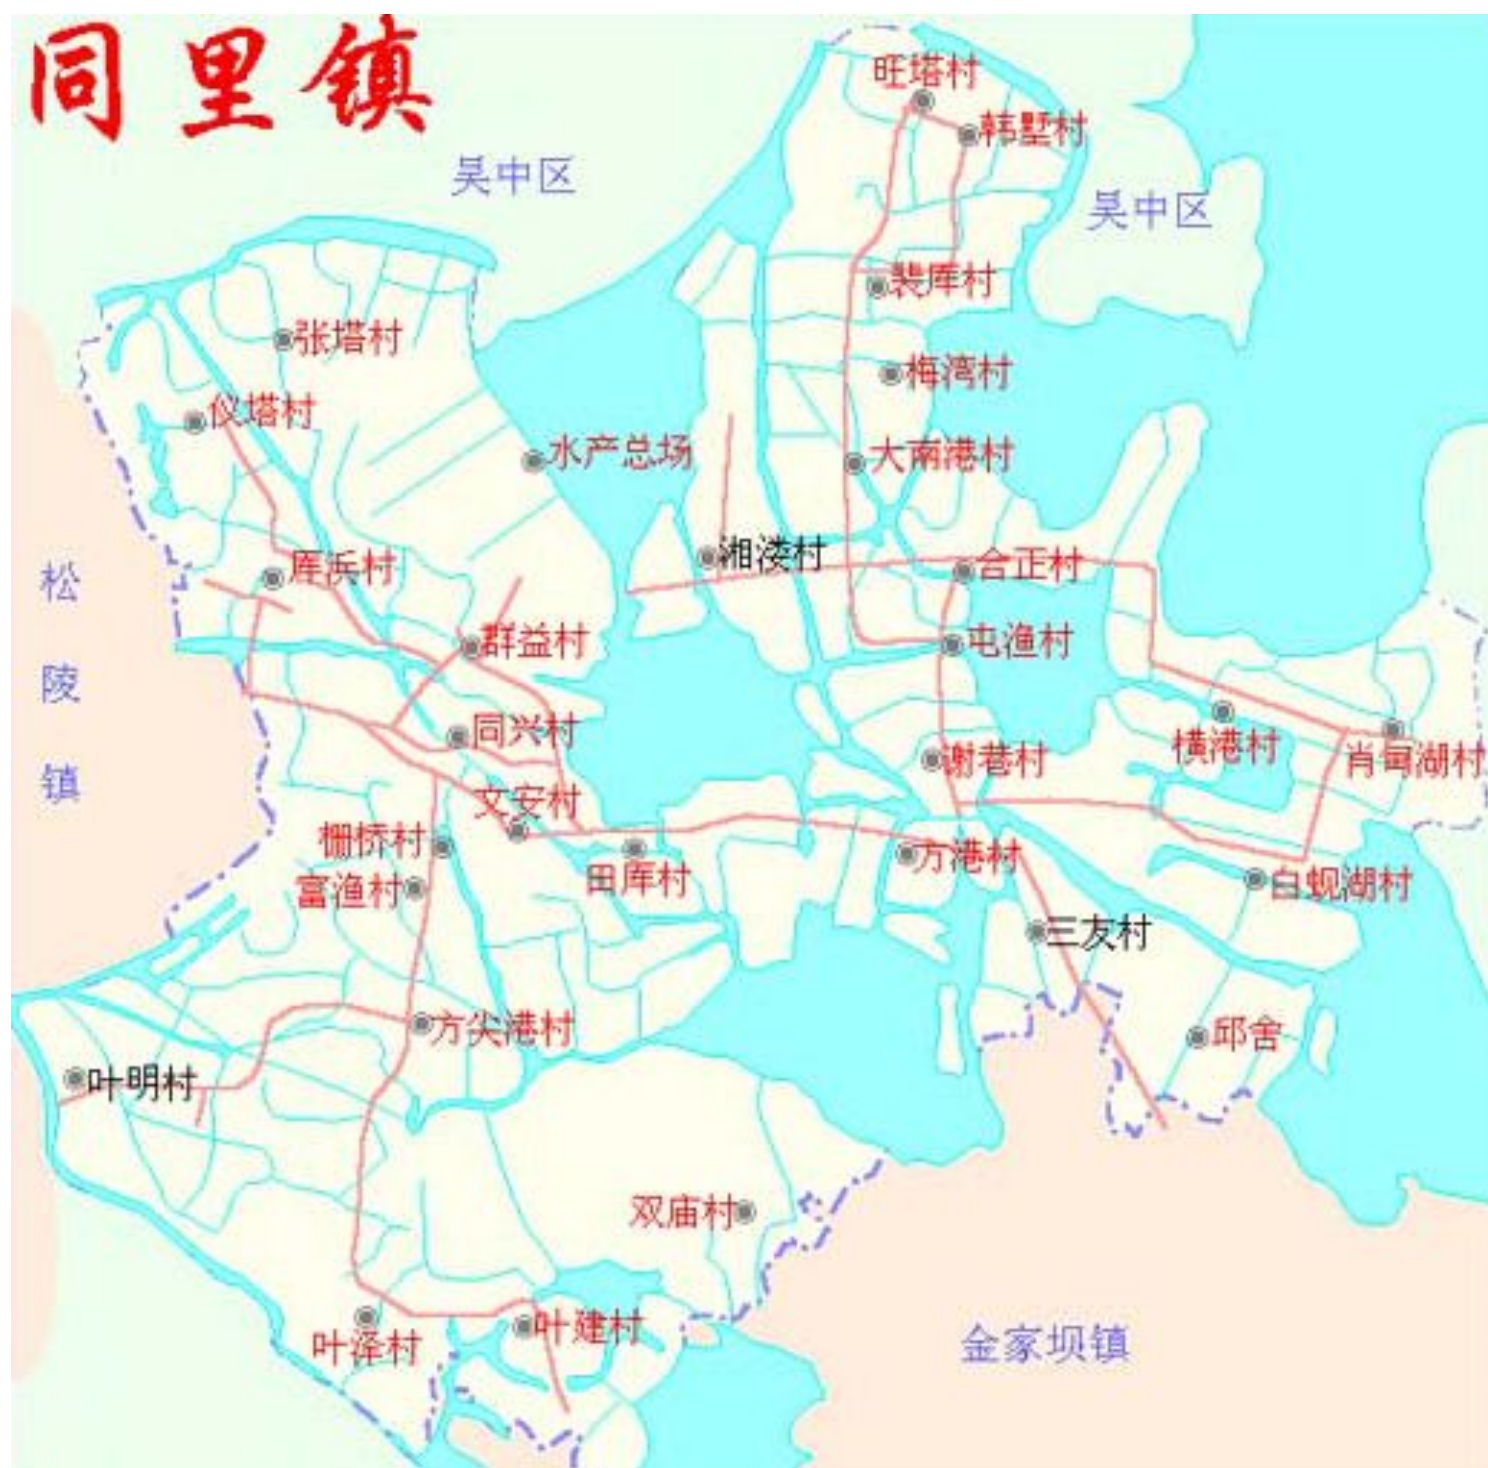 同里镇
旺塔村
韩墅村
吴中区
吴中区
裴厍村
张塔村
梅湾村
仪塔村
水产总场
大南港村
湘溇村
合正村
厍浜村
松陵镇
群益村
屯渔村
同兴村
谢巷村
横港村
肖甸湖村
文安村
栅桥村
田厍村
方港村
富渔村
白蚬湖村
三友村
方尖港村
邱舍
叶明村
双庙村
叶建村
叶泽村
金家坝镇